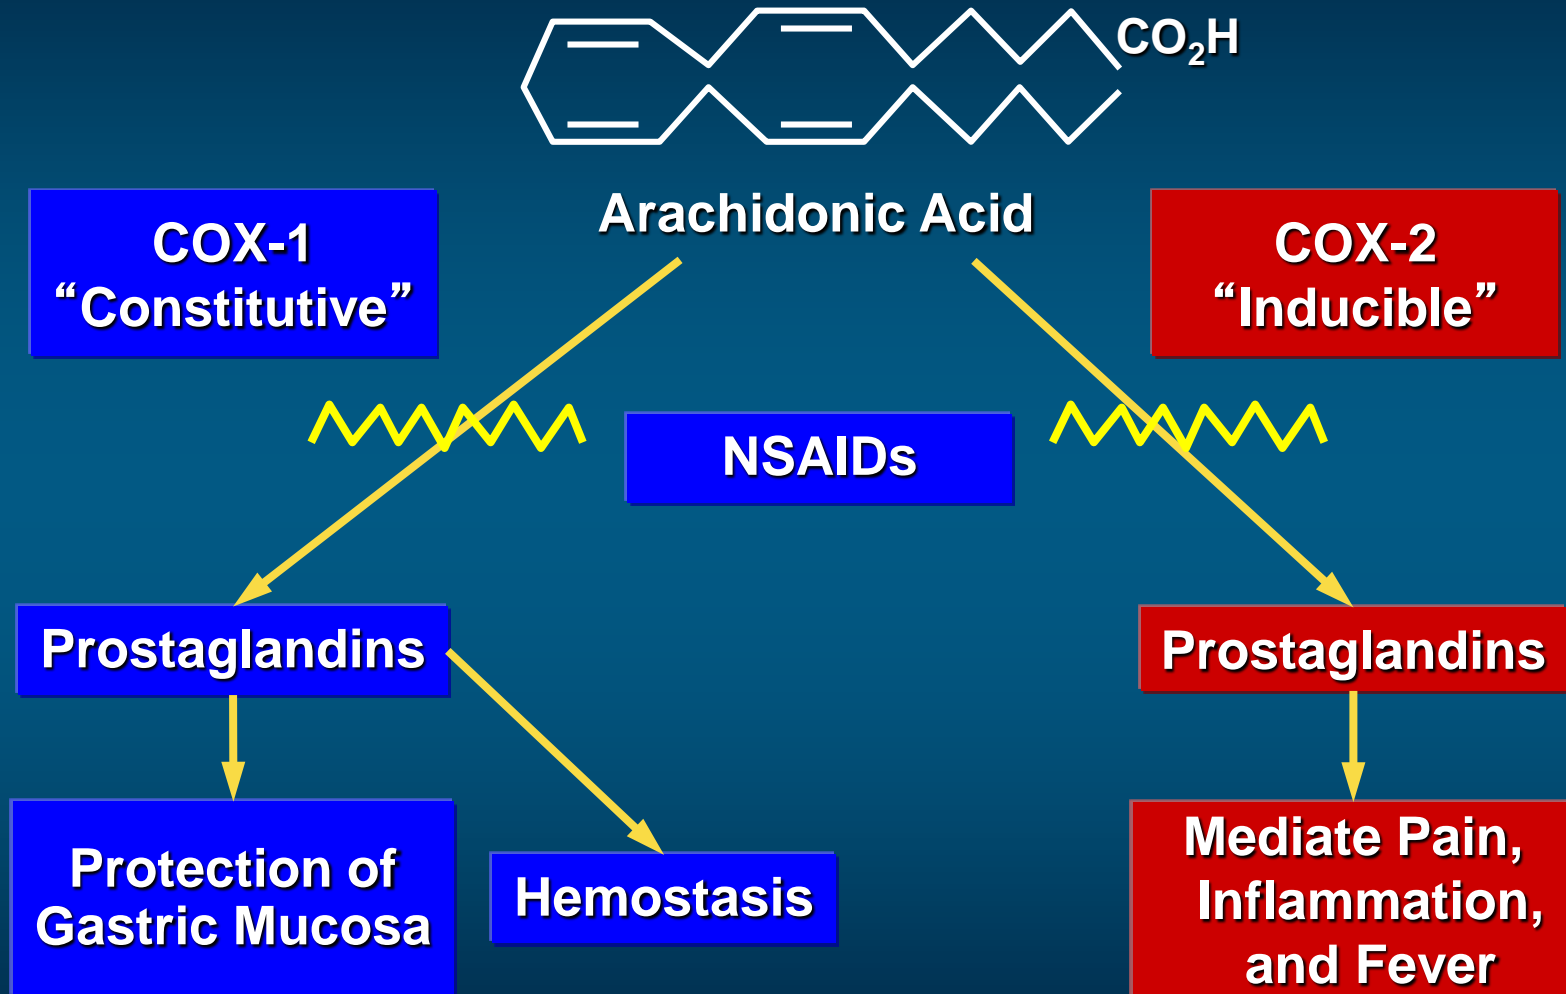 CO₂H
Arachidonic Acid
COX-1
“Constitutive”
COX-2
“Inducible”
NSAIDs
Prostaglandins
Prostaglandins
Protection of
Gastric Mucosa
Hemostasis
Mediate Pain,
Inflammation,
and Fever